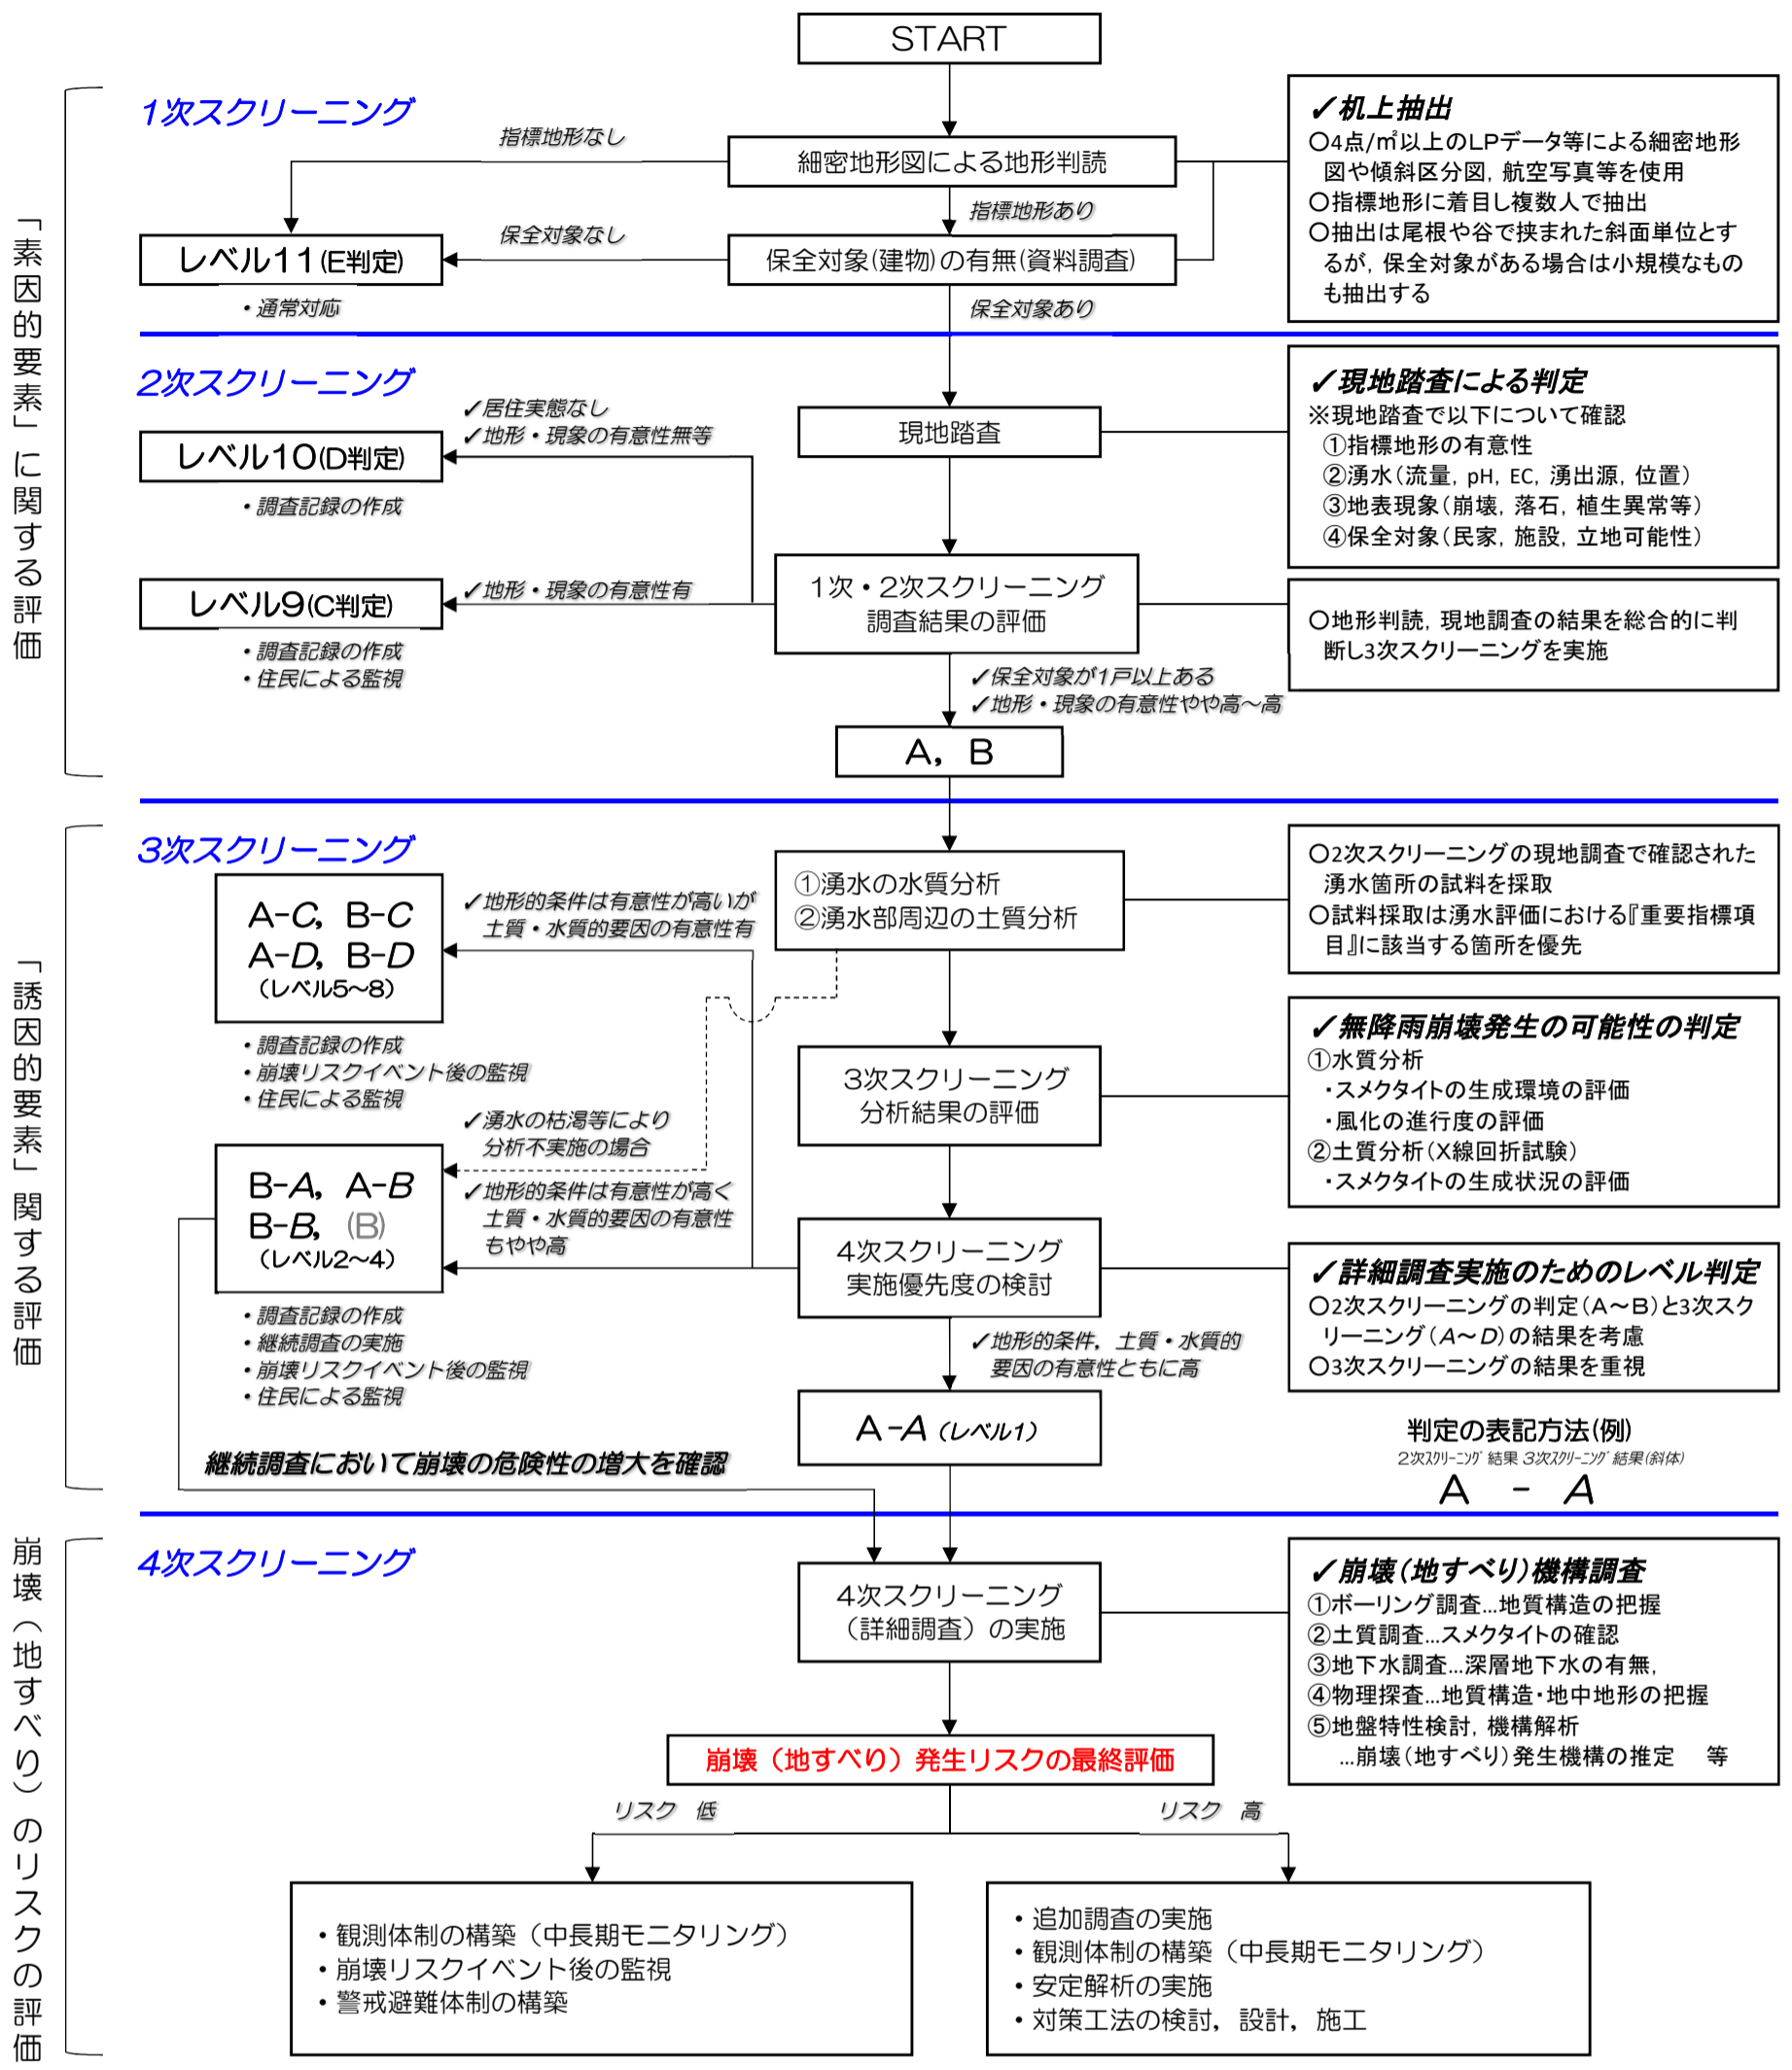 START
「素因的要素」に関する評価
1次スクリーニング
指標地形なし
細密地形図による地形判読
✓机上抽出
○4点/㎡以上のLPデータ等による細密地形
図や傾斜区分図，航空写真等を使用
○指標地形に着目し複数人で抽出
○抽出は尾根や谷で挟まれた斜面単位とす
るが，保全対象がある場合は小規模なもの
も抽出する
指標地形あり
レベル11(E判定)
保全対象なし
保全対象(建物)の有無(資料調査)
・通常対応
保全対象あり
2次スクリーニング
✓居住実態なし
✓地形・現象の有意性無等
現地踏査
✓現地踏査による判定
※現地踏査で以下について確認
①指標地形の有意性
②湧水（流量，pH，EC，湧出源，位置）
③地表現象（崩壊，落石，植生異常等）
④保全対象（民家，施設，立地可能性）
レベル10(D判定)
・調査記録の作成
レベル9(C判定)
✓地形・現象の有意性有
1次・2次スクリーニング
調査結果の評価
○地形判読，現地調査の結果を総合的に判
断し3次スクリーニングを実施
・調査記録の作成
・住民による監視
✓保全対象が1戸以上ある
✓地形・現象の有意性やや高～高
A，B
「誘因的要素」関する評価
3次スクリーニング
①湧水の水質分析
②湧水部周辺の土質分析
○2次スクリーニングの現地調査で確認された
湧水箇所の試料を採取
○試料採取は湧水評価における『重要指標項
目』に該当する箇所を優先
A-C，B-C
A-D，B-D
（レベル5～8）
✓地形的条件は有意性が高いが
土質・水質的要因の有意性有
・調査記録の作成
・崩壊リスクイベント後の監視
・住民による監視
3次スクリーニング
分析結果の評価
✓無降雨崩壊発生の可能性の判定
①水質分析
・スメクタイトの生成環境の評価
・風化の進行度の評価
②土質分析（X線回折試験）
・スメクタイトの生成状況の評価
✓湧水の枯渇等により
分析不実施の場合
B-A，A-B
B-B，(B)
（レベル2～4）
✓地形的条件は有意性が高く
土質・水質的要因の有意性
もやや高
4次スクリーニング
実施優先度の検討
✓詳細調査実施のためのレベル判定
○2次スクリーニングの判定（A～B）と3次スク
リーニング（A～D）の結果を考慮
○3次スクリーニングの結果を重視
・調査記録の作成
・継続調査の実施
・崩壊リスクイベント後の監視
・住民による監視
✓地形的条件，土質・水質的
要因の有意性ともに高
A-A（レベル1）
判定の表記方法(例)
2次ｽｸﾘｰﾆﾝｸﾞ結果 3次ｽｸﾘｰﾆﾝｸﾞ結果(斜体)
A - A
継続調査において崩壊の危険性の増大を確認
崩壊（地すべり）のリスクの評価
4次スクリーニング
4次スクリーニング
（詳細調査）の実施
✓崩壊（地すべり）機構調査
①ボーリング調査…地質構造の把握
②土質調査…スメクタイトの確認
③地下水調査…深層地下水の有無，
④物理探査…地質構造・地中地形の把握
⑤地盤特性検討，機構解析
…崩壊（地すべり）発生機構の推定　等
崩壊（地すべり）発生リスクの最終評価
リスク　低
リスク　高
・観測体制の構築（中長期モニタリング）
・崩壊リスクイベント後の監視
・警戒避難体制の構築
・追加調査の実施
・観測体制の構築（中長期モニタリング）
・安定解析の実施
・対策工法の検討，設計，施工